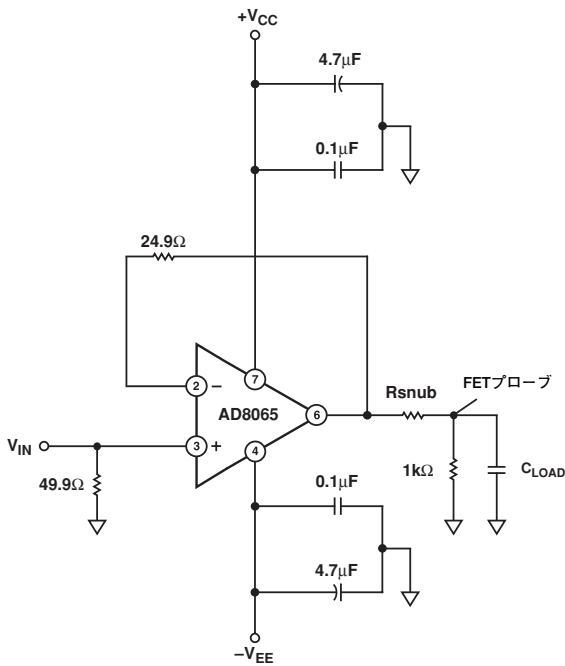 +VCC
4.7μF
0.1μF
24.9Ω
2
−
7
AD8065
6
Rsnub
FETプローブ
VIN
3
+
4
49.9Ω
1kΩ
CLOAD
0.1μF
4.7μF
−VEE